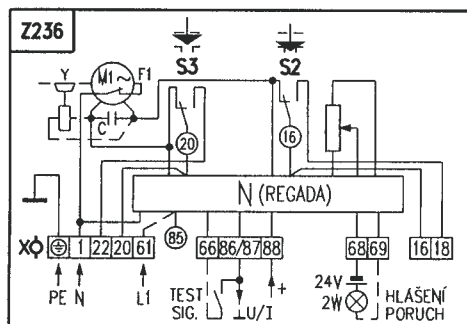 Z236
S3 S2
Y M1 ~ F1
C
20 16
N (REGADA)
X 1 22 20 61 85 66 86/87 88 68 69 16 18
PE N L1 TEST SIG. ⊥U/I + 24V 2W HLÁŠENÍ PORUCH